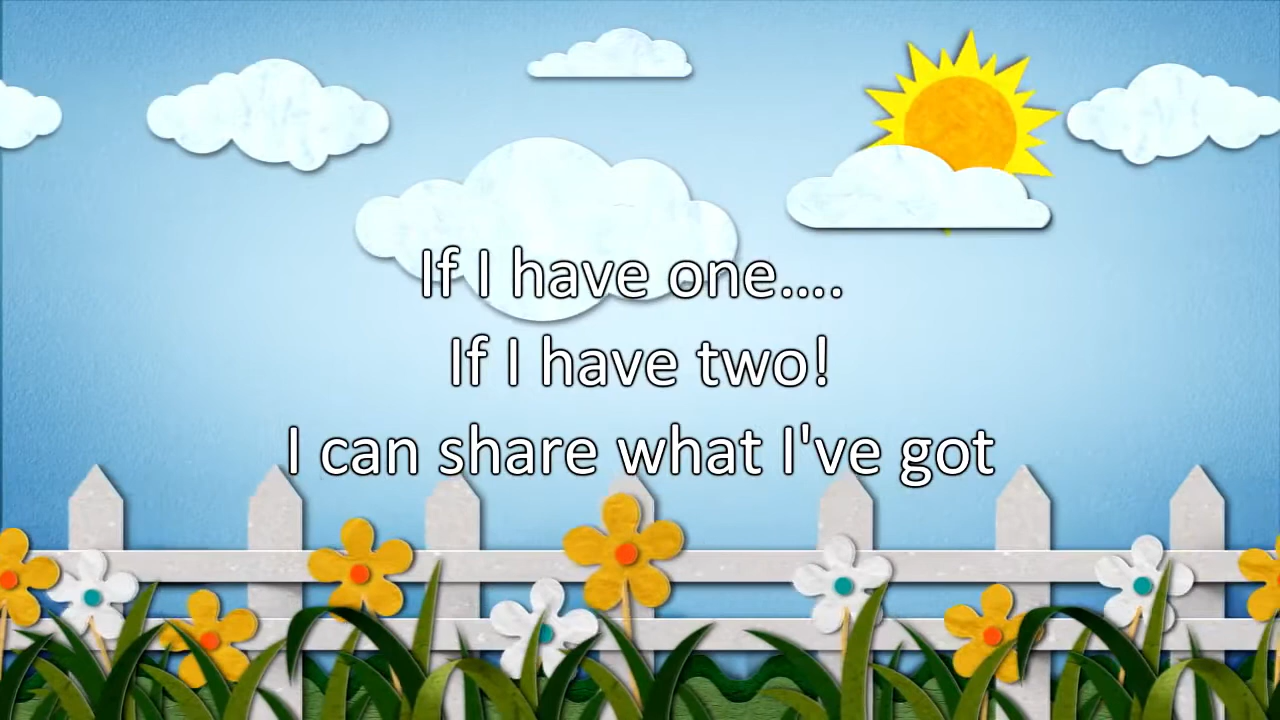 If I have one....
If I have two!
I can share what I've got